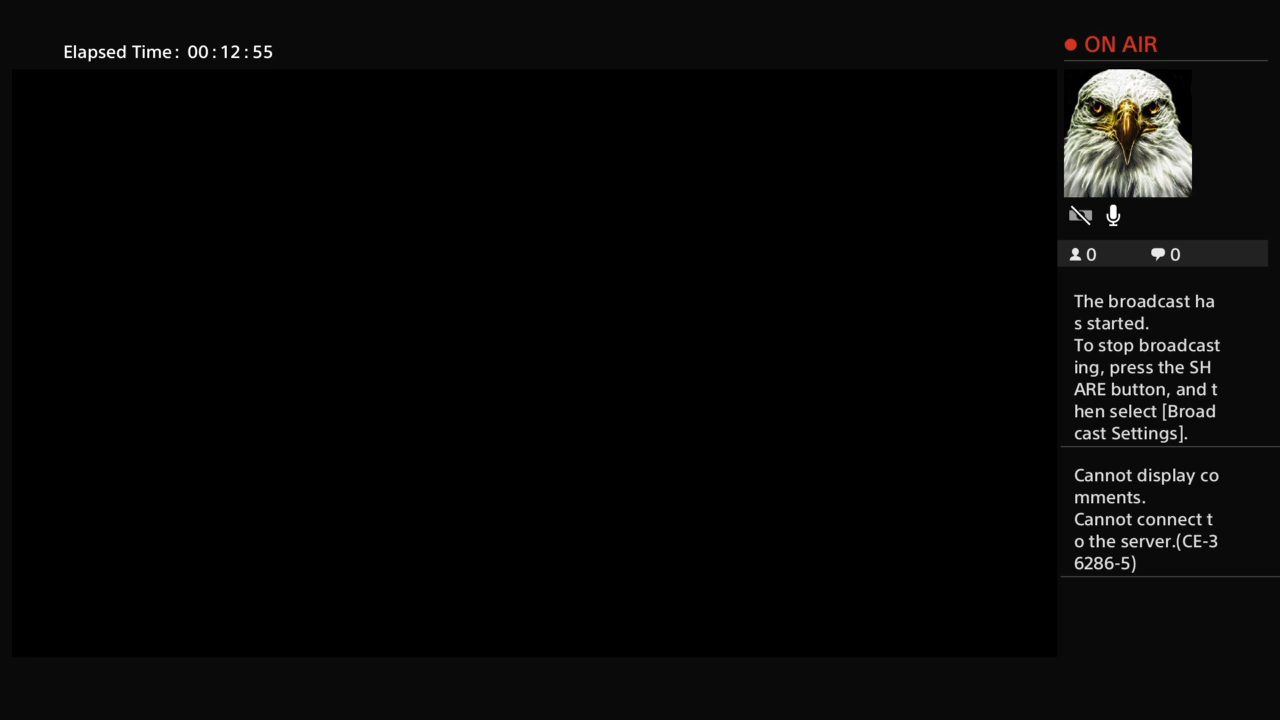 Elapsed Time: 00:12:55
ON AIR
0 0
The broadcast ha
s started.
To stop broadcast
ing, press the SH
ARE button, and t
hen select [Broad
cast Settings].
Cannot display co
mments.
Cannot connect t
o the server.(CE-3
6286-5)